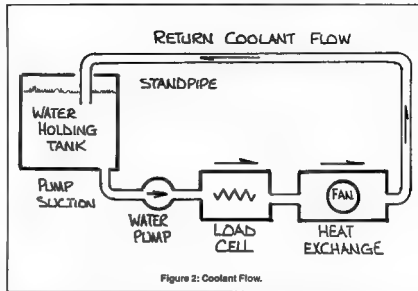 RETURN COOLANT FLOW
STANDPIPE
WATER
HOLDING
TANK
PUMP
SUCTION
WATER
PUMP
LOAD
CELL
FAN
HEAT
EXCHANGE
Figure 2: Coolant Flow.